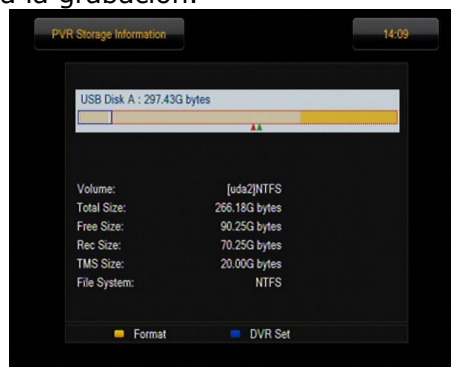 a la grabación.
PVR Storage Information 14:09
USB Disk A : 297.43G bytes
Volume: [uda2]NTFS
Total Size: 266.18G bytes
Free Size: 90.25G bytes
Rec Size: 70.25G bytes
TMS Size: 20.00G bytes
File System: NTFS
Format DVR Set